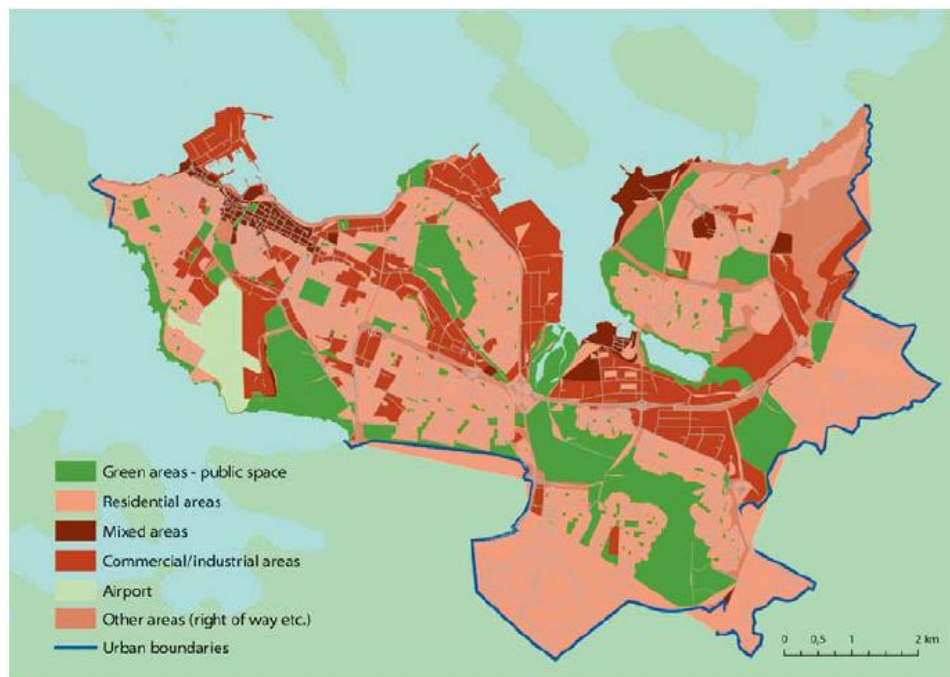 Green areas - public space
Residential areas
Mixed areas
Commercial/industrial areas
Airport
Other areas (right of way etc.)
Urban boundaries
0 0,5 1 2 km